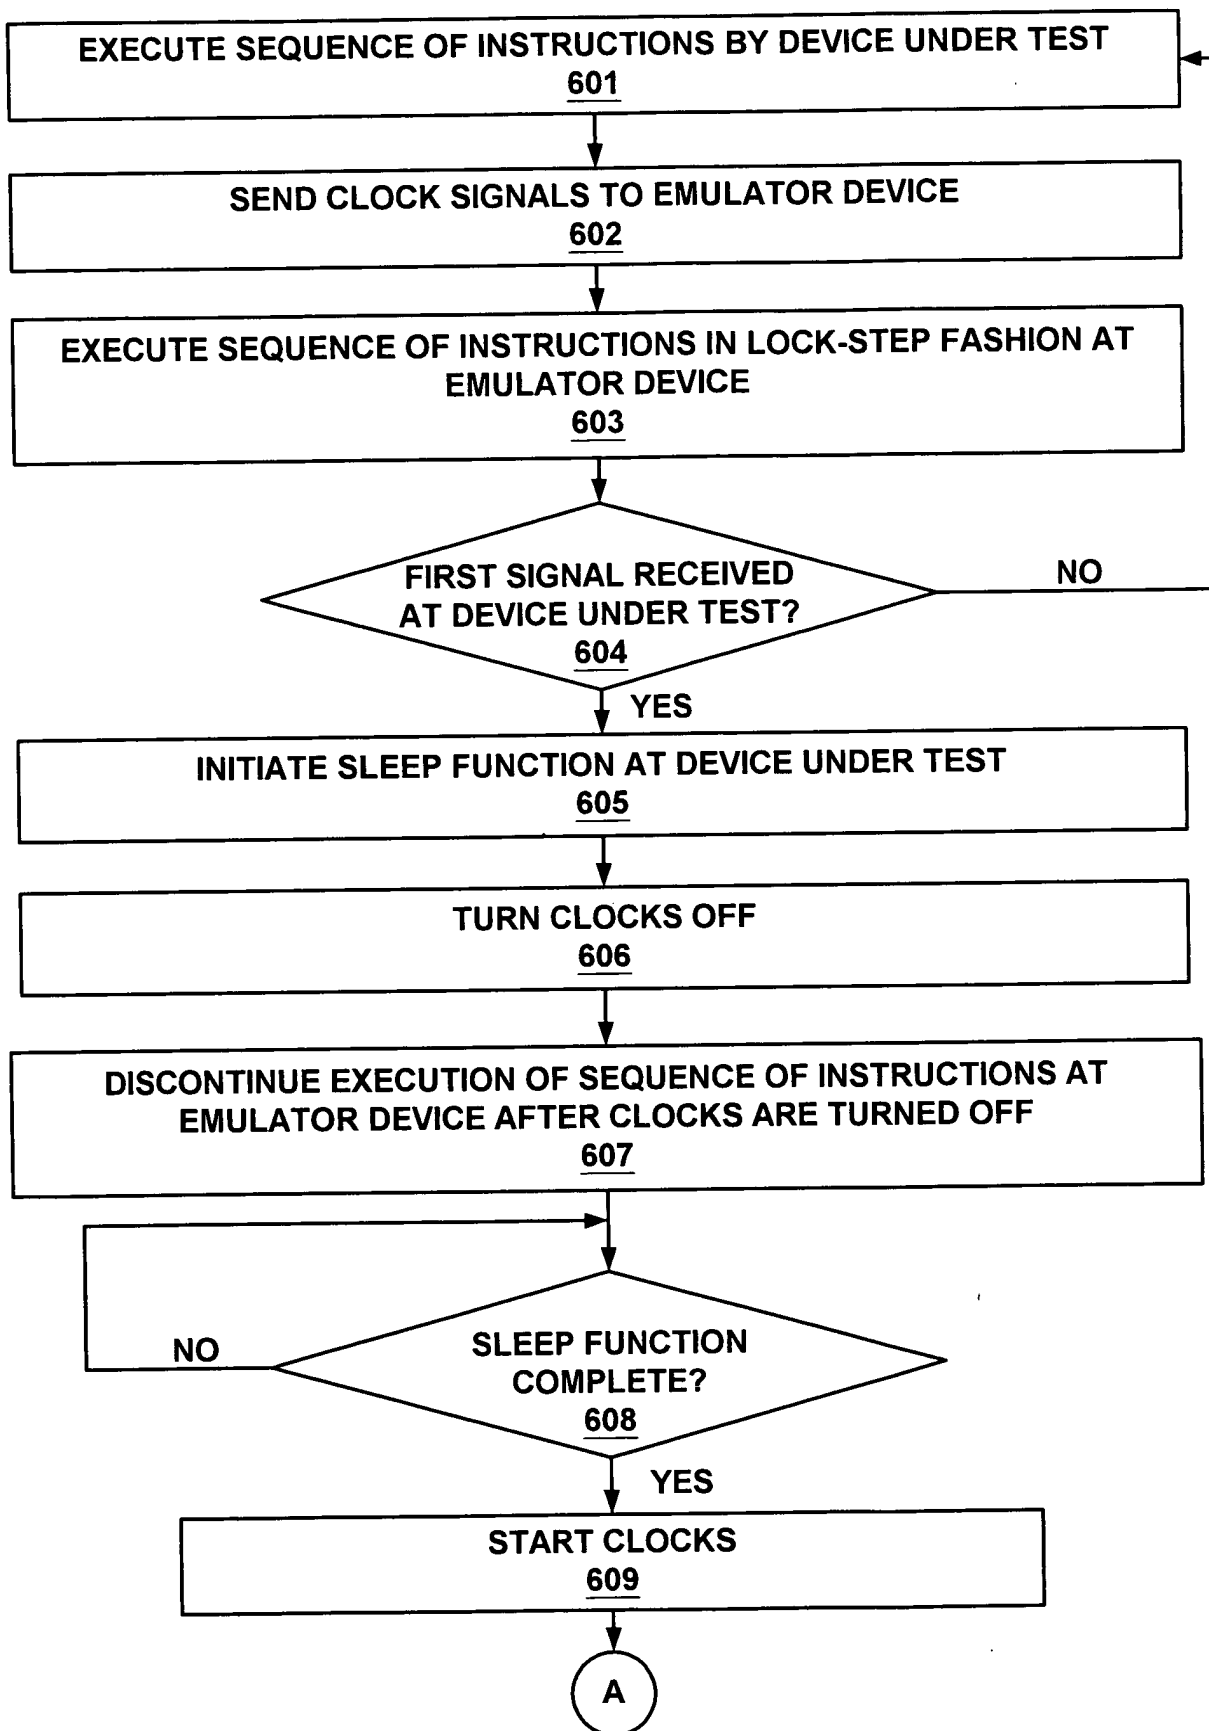 EXECUTE SEQUENCE OF INSTRUCTIONS BY DEVICE UNDER TEST
601
SEND CLOCK SIGNALS TO EMULATOR DEVICE
602
EXECUTE SEQUENCE OF INSTRUCTIONS IN LOCK-STEP FASHION AT
EMULATOR DEVICE
603
FIRST SIGNAL RECEIVED
AT DEVICE UNDER TEST?
604
NO
YES
INITIATE SLEEP FUNCTION AT DEVICE UNDER TEST
605
TURN CLOCKS OFF
606
DISCONTINUE EXECUTION OF SEQUENCE OF INSTRUCTIONS AT
EMULATOR DEVICE AFTER CLOCKS ARE TURNED OFF
607
NO
SLEEP FUNCTION
COMPLETE?
608
YES
START CLOCKS
609
A